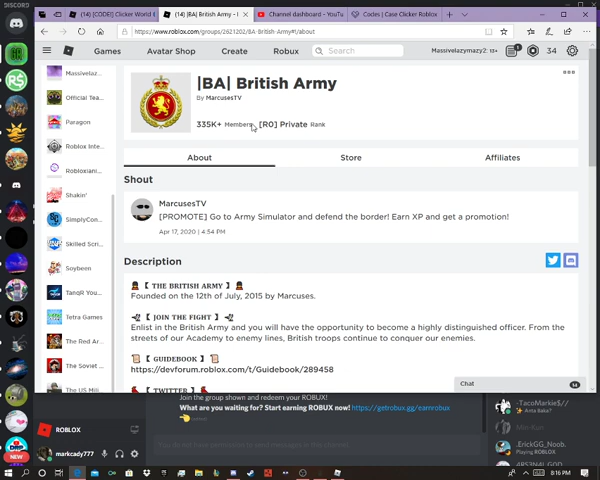 DISCORD
(14) [CODE!] Clicker World E
(14) |BA| British Army -
Channel dashboard - YouTu
Codes | Case Clicker Roblox
https://www.roblox.com/groups/2621202/BA-British-Army#!/about
Games
Avatar Shop
Create
Robux
Search
Massivelazymazy2: 13+
34
Massivelaz...
Official Tea...
Paragon
Roblox Inte...
Robloxian...
Shakin'
SimplyCon...
Skilled Scri...
Soybeen
TanqR You...
Tetra Games
The Red Ar...
The Soviet ...
The US Mili
|BA| British Army
By MarcusesTV
335K+ Members
[RO] Private Rank
About
Store
Affiliates
Shout
MarcusesTV
[PROMOTE] Go to Army Simulator and defend the border! Earn XP and get a promotion!
Apr 17, 2020 | 4:54 PM
Description
【 THE BRITISH ARMY 】
Founded on the 12th of July, 2015 by Marcuses.
【 JOIN THE FIGHT 】
Enlist in the British Army and you will have the opportunity to become a highly distinguished officer. From the
streets of our Academy to enemy lines, British troops continue to conquer our enemies.
【 GUIDEBOOK 】
https://devforum.roblox.com/t/Guidebook/289458
【 TWITTER 】
Chat
14
Join the group shown and redeem your ROBUX!
What are you waiting for? Start earning ROBUX now! https://getrobux.gg/earnrobux
You do not have permission to send messages in this channel.
ROBLOX
markcady777
-TacoMarkie$//
Anta Baka?
.ErickGG_Noob.
Playing ROBLOX
NEW
8:16 PM